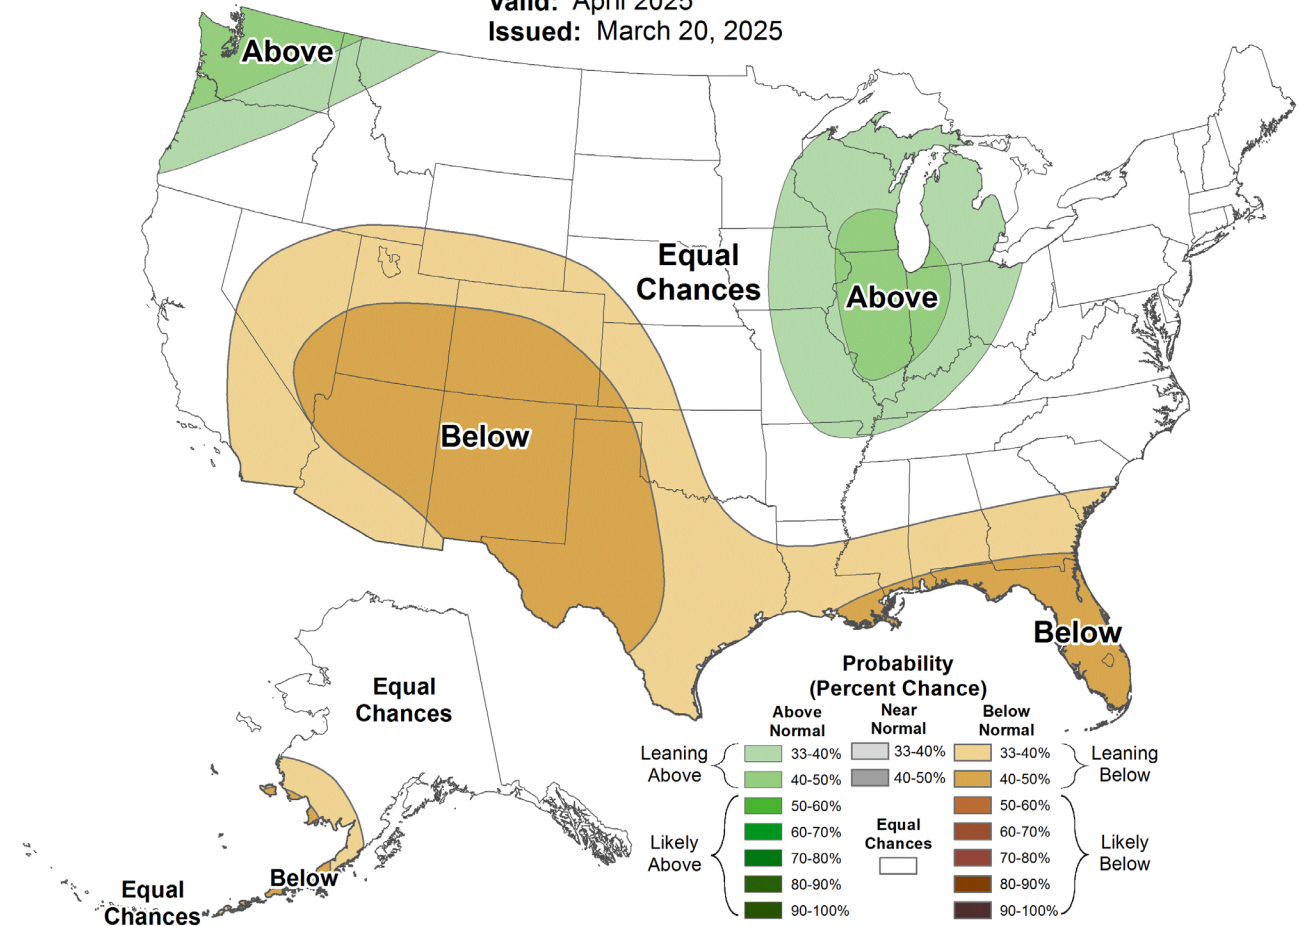 Valid: April 2025
Issued: March 20, 2025
Above
Equal
Chances
Above
Below
Below
Equal
Chances
Below
Equal
Chances
Probability
(Percent Chance)
Above
Normal
Near
Normal
Below
Normal
Leaning
Above
33-40%
40-50%
33-40%
40-50%
33-40%
40-50%
Leaning
Below
Likely
Above
50-60%
60-70%
70-80%
80-90%
90-100%
Equal
Chances
50-60%
60-70%
70-80%
80-90%
90-100%
Likely
Below